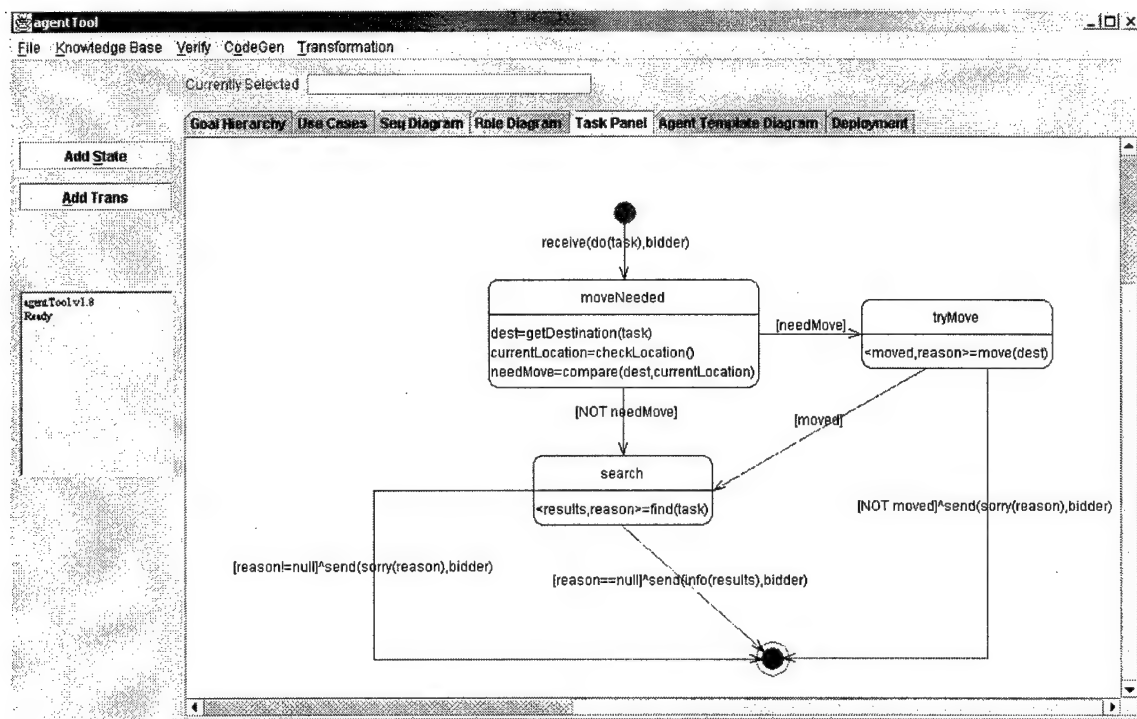 agentTool
File Knowledge Base Verify CodeGen Transformation
Currently Selected
Goal Hierarchy Use Cases Seq Diagram Role Diagram Task Panel Agent Template Diagram Deployment
Add State
Add Trans
agentTool v1.8
Ready
receive(do(task),bidder)
moveNeeded
dest=getDestination(task)
currentLocation=checkLocation()
needMove=compare(dest,currentLocation)
[needMove]
tryMove
<moved,reason>=move(dest)
[NOT needMove]
[moved]
search
<results,reason>=find(task)
[NOT moved]^send(sorry(reason),bidder)
[reason!=null]^send(sorry(reason),bidder)
[reason==null]^send(info(results),bidder)